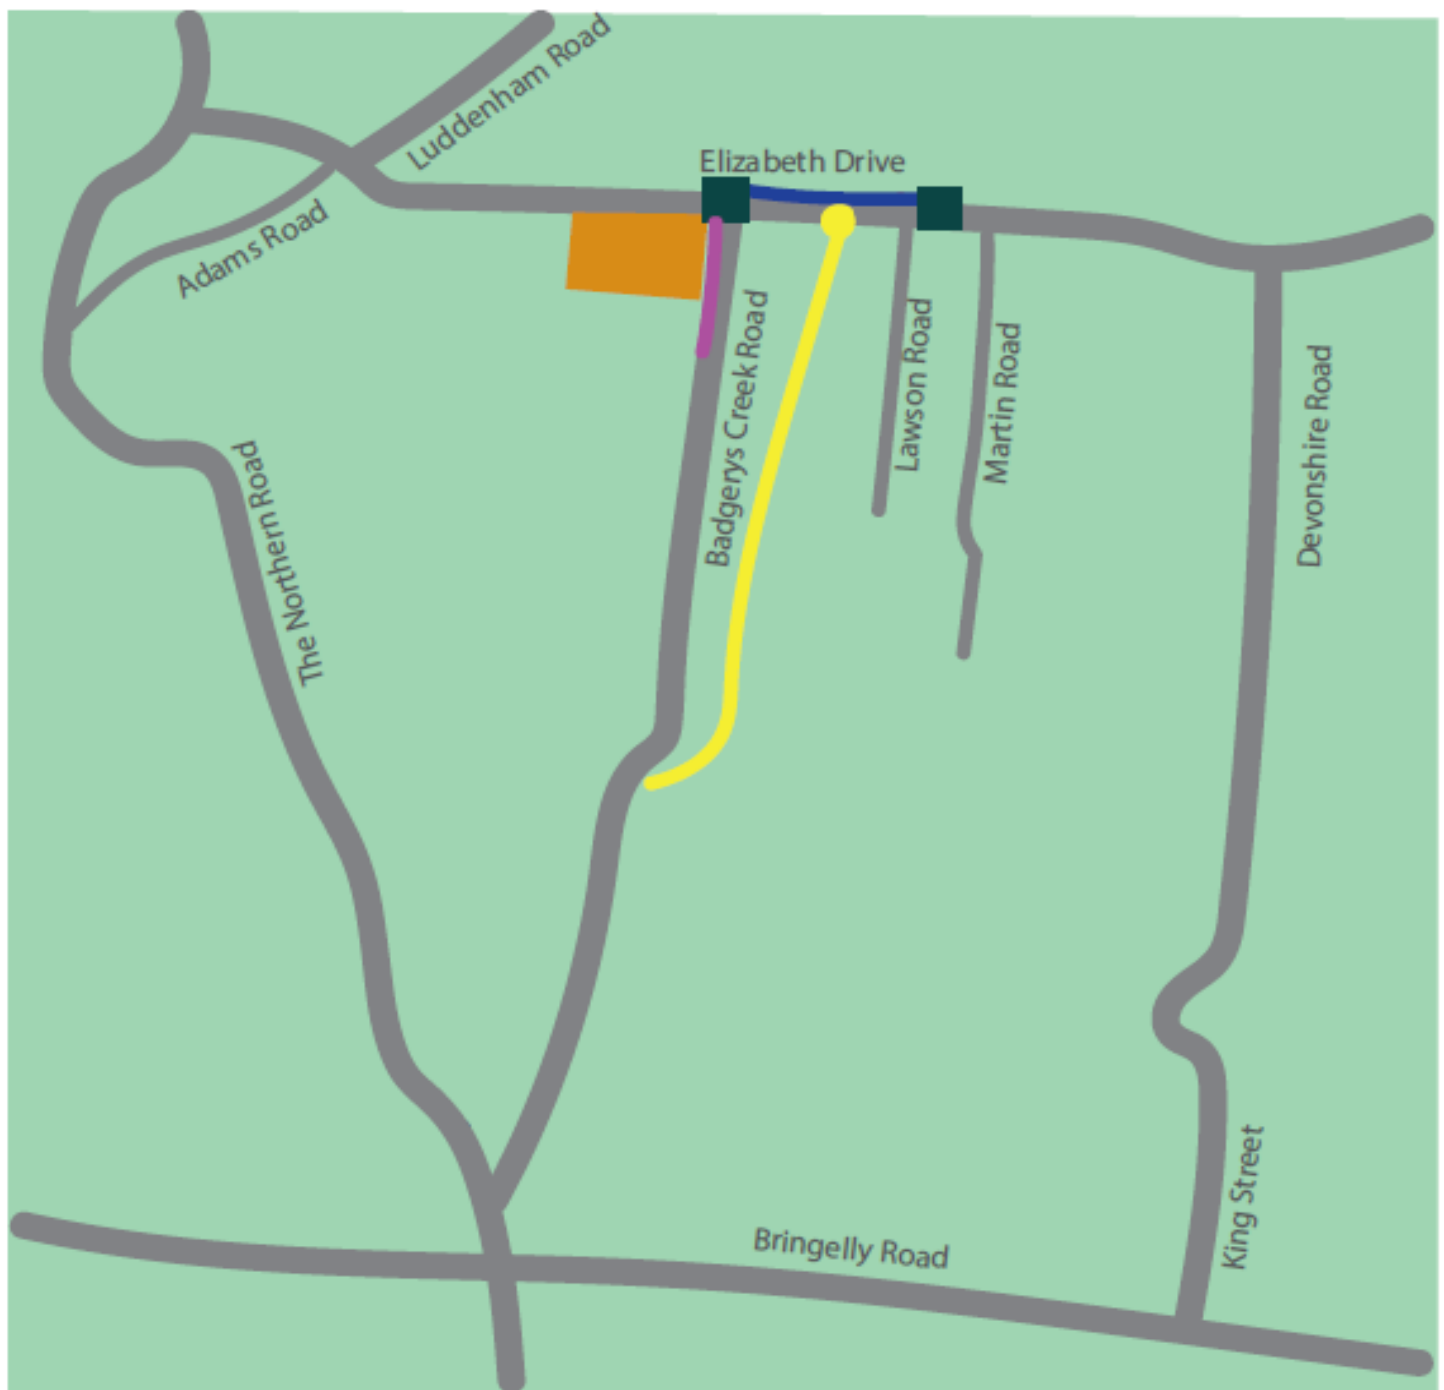 Luddenham Road
Elizabeth Drive
Adams Road
Badgerys Creek Road
Lawson Road
Martin Road
Devonshire Road
The Northern Road
King Street
Bringelly Road